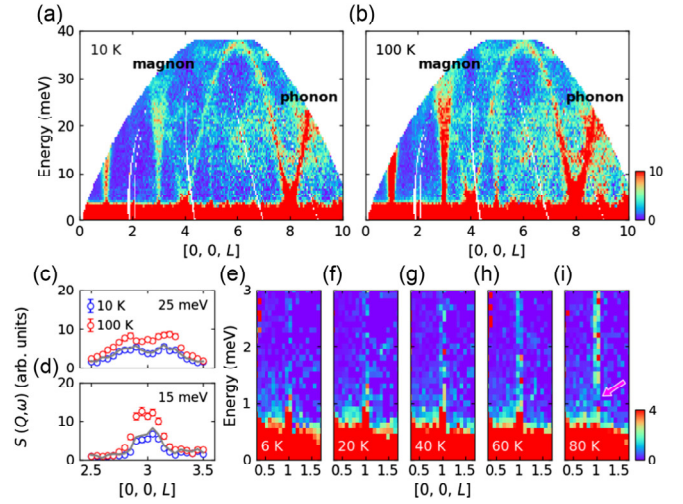 (a) (b)
10 K magnon phonon
100 K magnon phonon
Energy (meV)
40
30
20
10
0
0 2 4 6 8 10
0 2 4 6 8 10
[0, 0, L] [0, 0, L]
10
0
(c) (d) (e) (f) (g) (h) (i)
S (Q,ω) (arb. units)
20
10
0
25 meV
10 K
100 K
20
10
0
15 meV
2.5 3.0 3.5
[0, 0, L]
Energy (meV)
3
2
1
0
6 K 20 K 40 K 60 K 80 K
0.5 1 1.5 0.5 1 1.5 0.5 1 1.5 0.5 1 1.5 0.5 1 1.5
[0, 0, L]
4
0